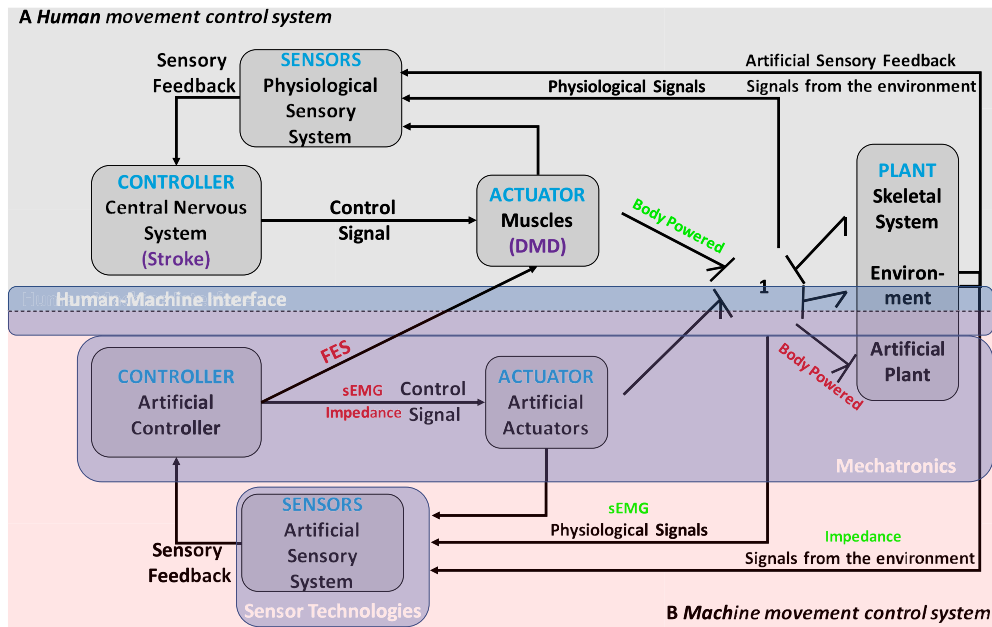 A Human movement control system
Sensory
Feedback
SENSORS
Physiological
Sensory
System
Artificial Sensory Feedback
Physiological Signals
Signals from the environment
CONTROLLER
Central Nervous
System
(Stroke)
Control
Signal
ACTUATOR
Muscles
(DMD)
Body Powered
PLANT
Skeletal
System
Environ-
ment
Artificial
Plant
1
Human-Machine Interface
FES
CONTROLLER
Artificial
Controller
sEMG
Impedance
Control
Signal
ACTUATOR
Artificial
Actuators
Body Powered
Mechatronics
SENSORS
Artificial
Sensory
System
Sensory
Feedback
Sensor Technologies
sEMG
Physiological Signals
Impedance
Signals from the environment
B Machine movement control system